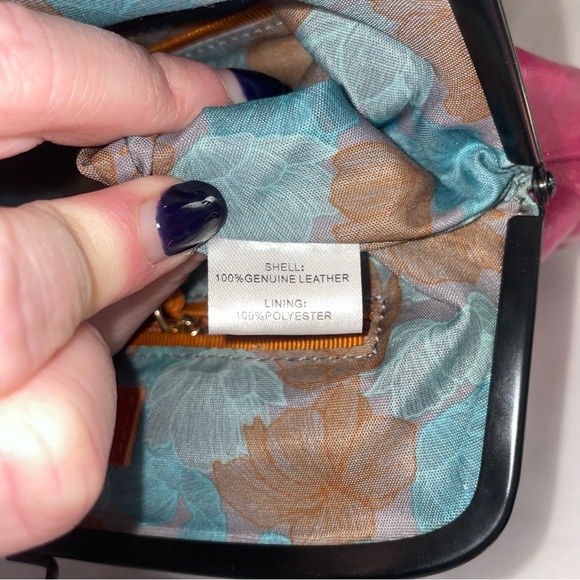 SHELL:
100%GENUINE LEATHER
LINING:
100%POLYESTER